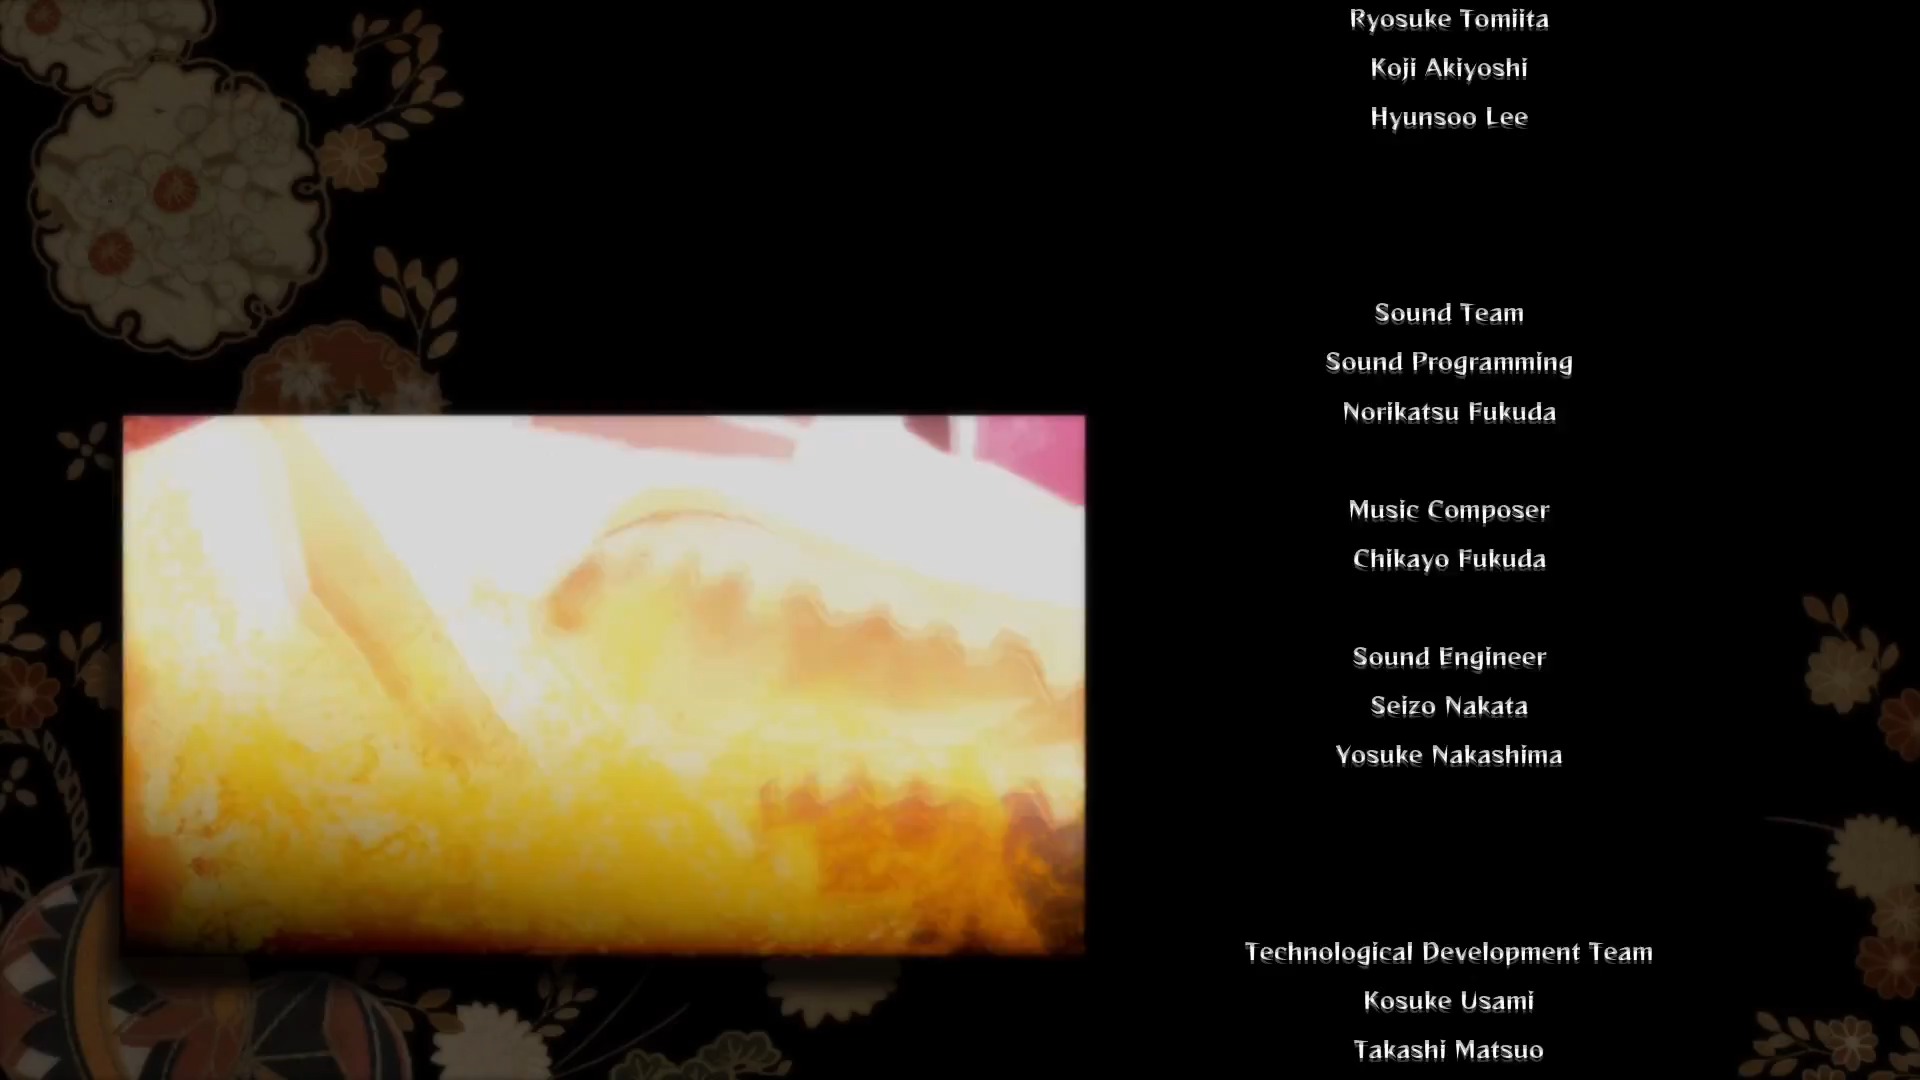 Ryosuke Tomiita
Koji Akiyoshi
Hyunsoo Lee
Sound Team
Sound Programming
Norikatsu Fukuda
Music Composer
Chikayo Fukuda
Sound Engineer
Seizo Nakata
Yosuke Nakashima
Technological Development Team
Kosuke Usami
Takashi Matsuo